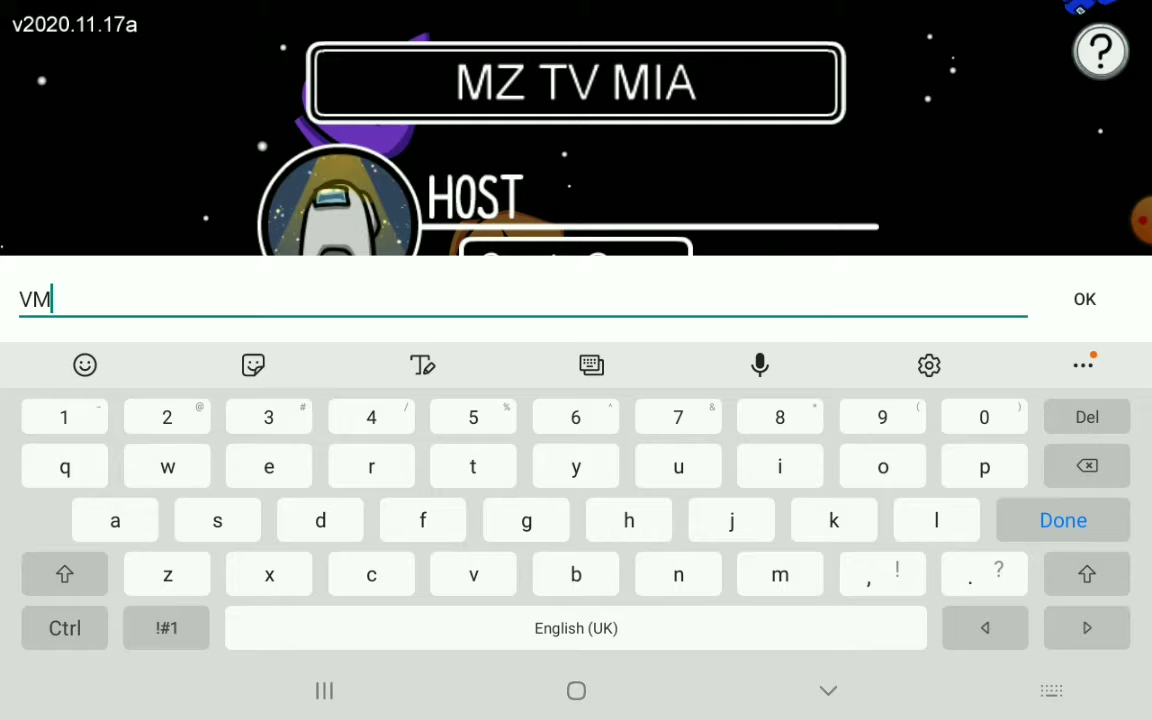 v2020.11.17a
?
MZ TV MIA
HOST
VM
OK
1 - 2 @ 3 # 4 / 5 % 6 ^ 7 & 8 * 9 ( 0 ) Del
q w e r t y u i o p
a s d f g h j k l Done
z x c v b n m , ! . ?
Ctrl !#1 English (UK)